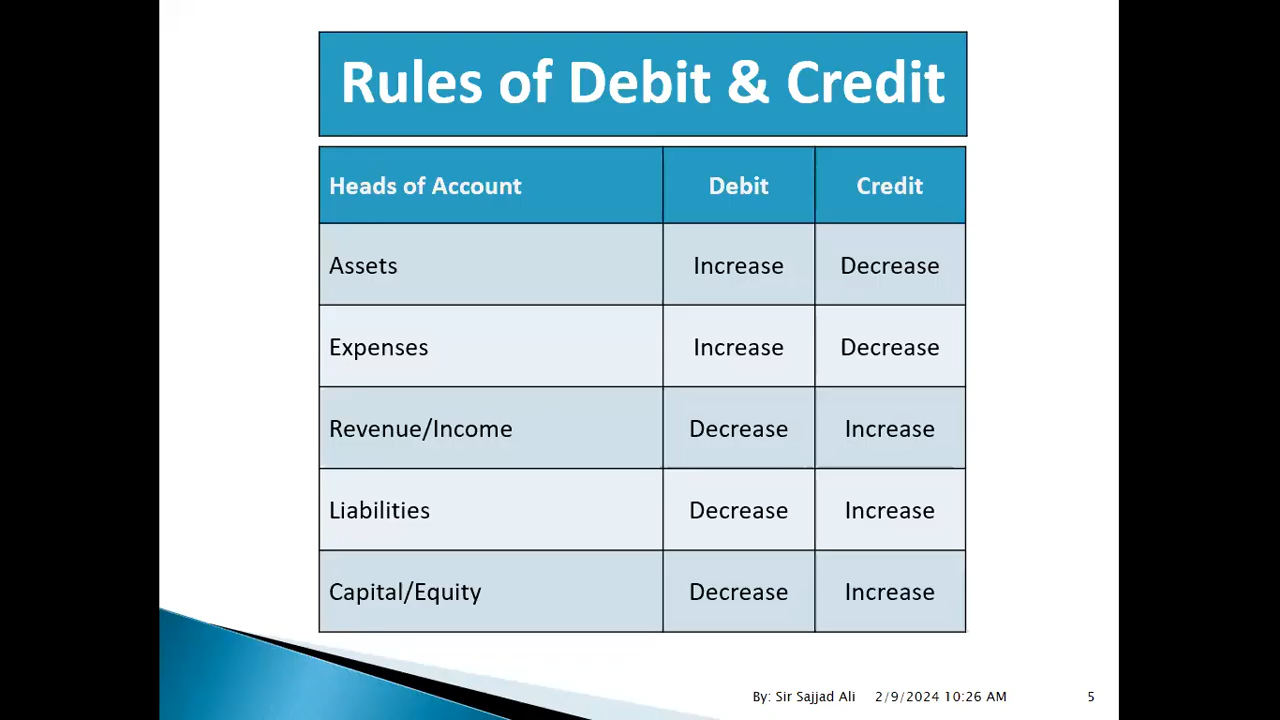 Rules of Debit & Credit
Heads of Account Debit Credit
Assets Increase Decrease
Expenses Increase Decrease
Revenue/Income Decrease Increase
Liabilities Decrease Increase
Capital/Equity Decrease Increase
By: Sir Sajjad Ali 2/9/2024 10:26 AM 5